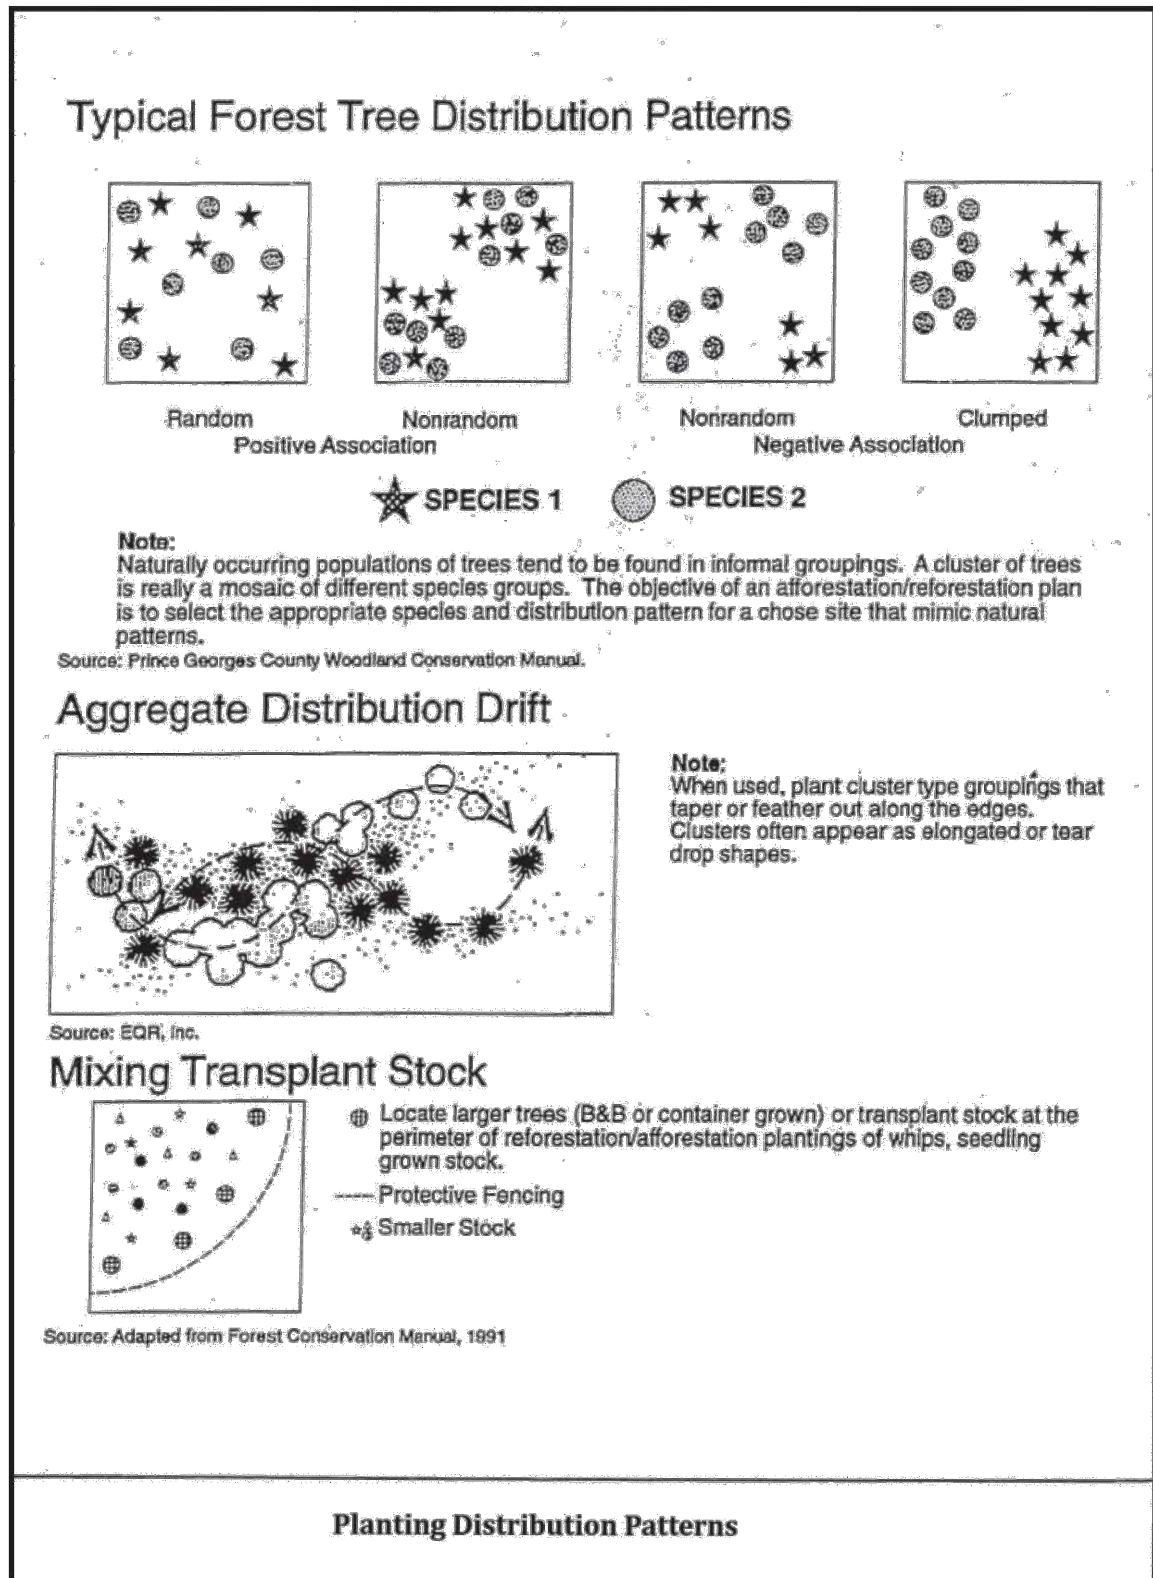 Typical Forest Tree Distribution Patterns
Random
Nonrandom
Nonrandom
Clumped
Positive Association
Negative Association
SPECIES 1
SPECIES 2
Note:
Naturally occurring populations of trees tend to be found in informal groupings. A cluster of trees
is really a mosaic of different species groups. The objective of an afforestation/reforestation plan
is to select the appropriate species and distribution pattern for a chose site that mimic natural
patterns.
Source: Prince Georges County Woodland Conservation Manual.
Aggregate Distribution Drift
Note:
When used, plant cluster type groupings that
taper or feather out along the edges.
Clusters often appear as elongated or tear
drop shapes.
Source: EQR, Inc.
Mixing Transplant Stock
Locate larger trees (B&B or container grown) or transplant stock at the
perimeter of reforestation/afforestation plantings of whips, seedling
grown stock.
Protective Fencing
Smaller Stock
Source: Adapted from Forest Conservation Manual, 1991
Planting Distribution Patterns